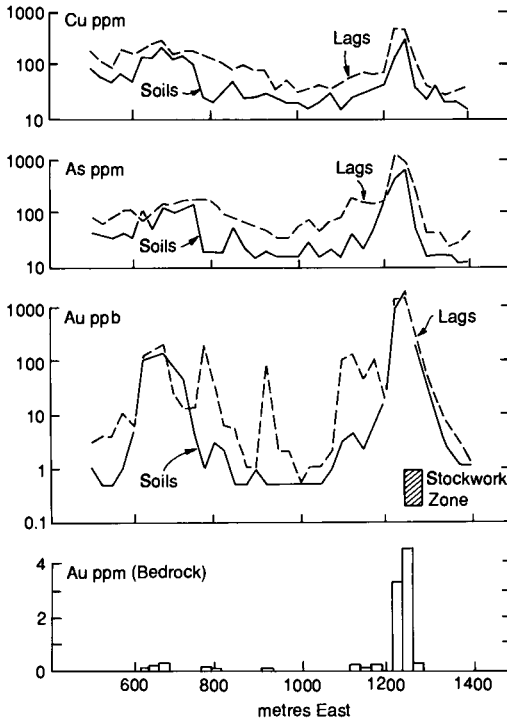 Cu ppm
1000
100
10
Lags
Soils
As ppm
1000
100
10
Lags
Soils
Au ppb
1000
100
10
1
0.1
Lags
Soils
Stockwork
Zone
Au ppm (Bedrock)
4
2
0
600
800
1000
1200
1400
metres East